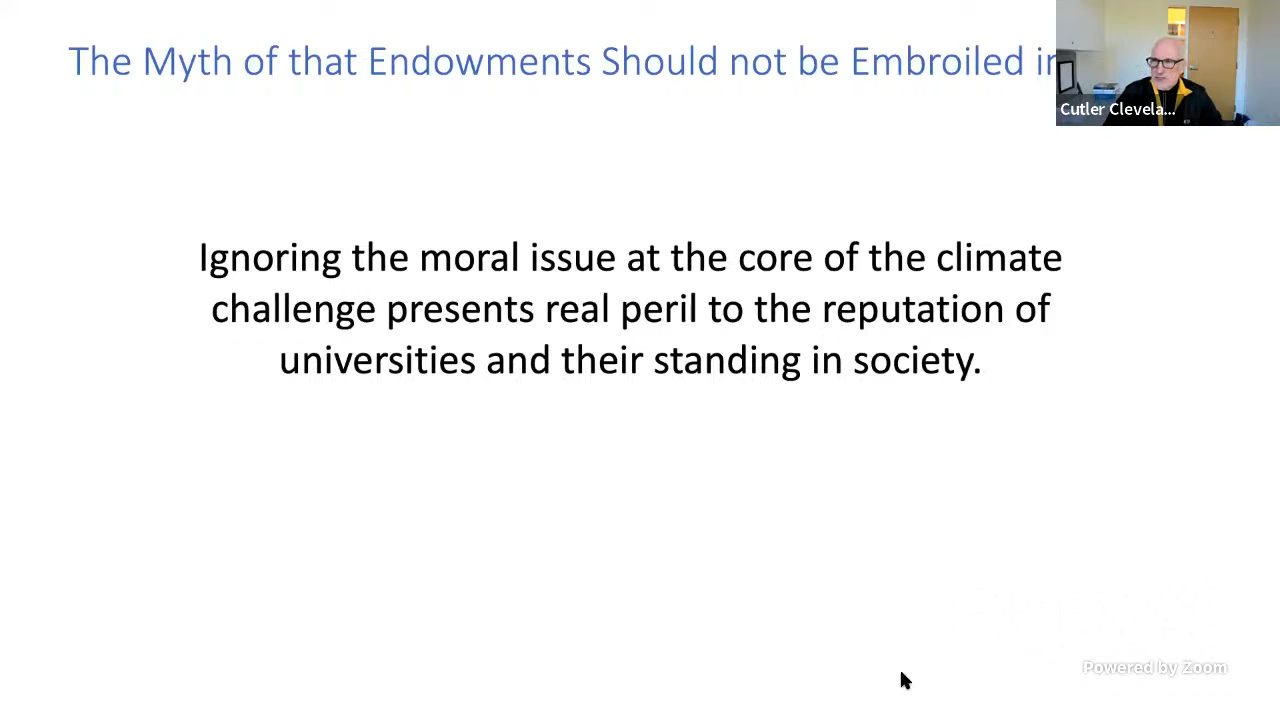 The Myth of that Endowments Should not be Embroiled in
Cutler Clevela...
Ignoring the moral issue at the core of the climate
challenge presents real peril to the reputation of
universities and their standing in society.
Powered by Zoom